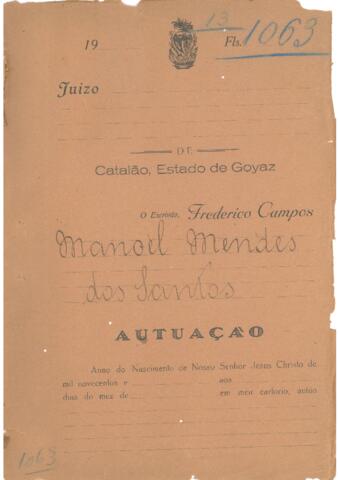 13
19 Fls. 1063
Juizo
DE
Catalão, Estado de Goyaz
O Escrivão, Frederico Campos
Manoel Mendes
dos Santos
AUTUAÇÃO
Anno do Nascimento de Nosso Senhor Jesus Christo de
mil novecentos e aos
dias do mez de em meu cartorio, autúo
1063